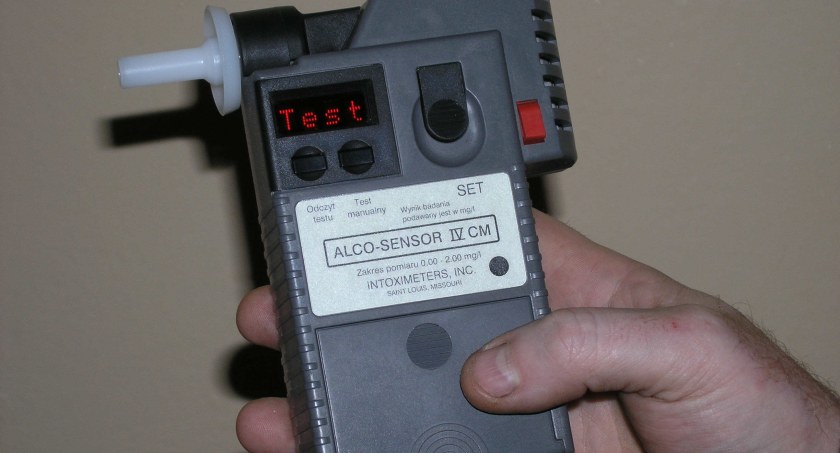 Test
SET
Odczyt
testu
Test
manualny
Wynik badania
podawany jest w mg/l
ALCO-SENSOR IV CM
Zakres pomiaru 0.00 - 2.00 mg/l
INTOXIMETERS, INC.
SAINT LOUIS, MISSOURI